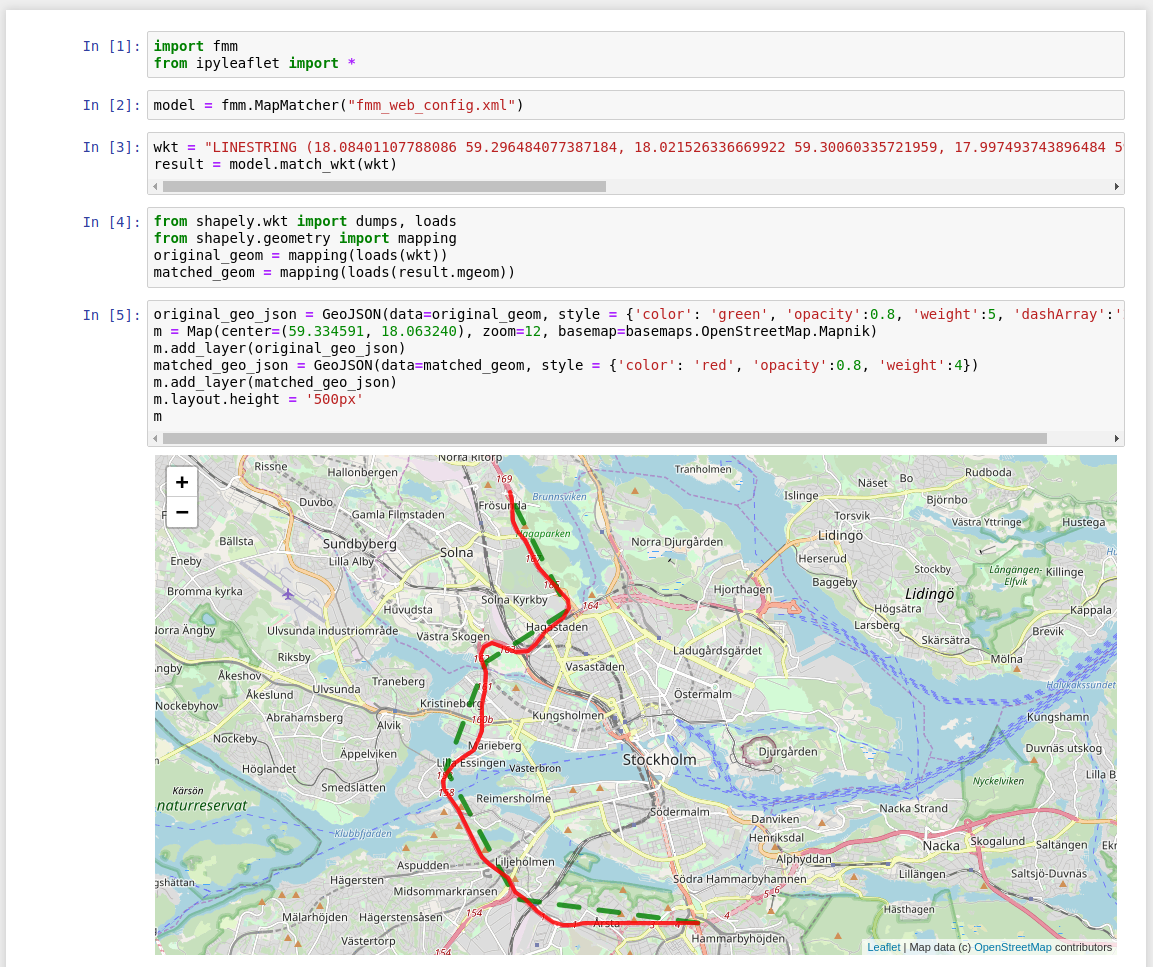 In [1]:
import fmm
from ipyleaflet import *
In [2]:
model = fmm.MapMatcher("fmm_web_config.xml")
In [3]:
wkt = "LINESTRING (18.08401107788086 59.296484077387184, 18.021526336669922 59.30060335721959, 17.997493743896484 5
result = model.match_wkt(wkt)
In [4]:
from shapely.wkt import dumps, loads
from shapely.geometry import mapping
original_geom = mapping(loads(wkt))
matched_geom = mapping(loads(result.mgeom))
In [5]:
original_geo_json = GeoJSON(data=original_geom, style = {'color': 'green', 'opacity':0.8, 'weight':5, 'dashArray':'
m = Map(center=(59.334591, 18.063240), zoom=12, basemap=basemaps.OpenStreetMap.Mapnik)
m.add_layer(original_geo_json)
matched_geo_json = GeoJSON(data=matched_geom, style = {'color': 'red', 'opacity':0.8, 'weight':4})
m.add_layer(matched_geo_json)
m.layout.height = '500px'
m
+
−
Norra
Rissne
Hallonbergen
169
Tranholmen
Rudboda
Näset
Bo
Islinge
Björnbo
Duvbo
Frösunda
Brunnsviken
Gamla Filmstaden
Torsvik
Västra Yttringe
Hustega
Hagaparken
Lidingö
Bällsta
Sundbyberg
Solna
Norra Djurgården
Lilla Alby
Herserud
Eneby
Stockby
Långängen-
Elfvik
Killinge
Baggeby
Bromma kyrka
Hjorthagen
Lidingö
Huvudsta
Solna Kyrkby
164
Högsätra
Käppala
Norra Ängby
Ulvsunda industriområde
Västra Skogen
Hagastaden
Larsberg
Brevik
Skärsätra
Ladugårdsgärdet
Riksby
Mölna
Vasastaden
Åkeshov
Traneberg
Halvkakssundet
Åkeslund
Ulvsunda
Östermalm
Nockebyhov
Kristineberg
Abrahamsberg
Alvik
160b
Kungsholmen
Kungshamn
Nockeby
Marieberg
Äppelviken
Djurgården
Duvnäs utskog
Stockholm
Essingen
Västerbron
Höglandet
Lilla B
Smedslätten
158
Reimersholme
Nyckelviken
Kärsön
naturreservat
Södermalm
Nacka Strand
Danviken
Klubbfjärden
Henriksdal
Skogalund
Saltängen
Nacka
Alphyddan
Aspudden
Liljeholmen
Lillängen
Saltsjö-Duvnäs
Hägersten
Södra Hammarbyhamnen
Midsommarkransen
5-6
Hästhagen
Mälarhöjden
Hägerstensåsen
154
4
Årsta
Västertorp
Hammarbyhöjden
154
Leaflet | Map data (c) OpenStreetMap contributors